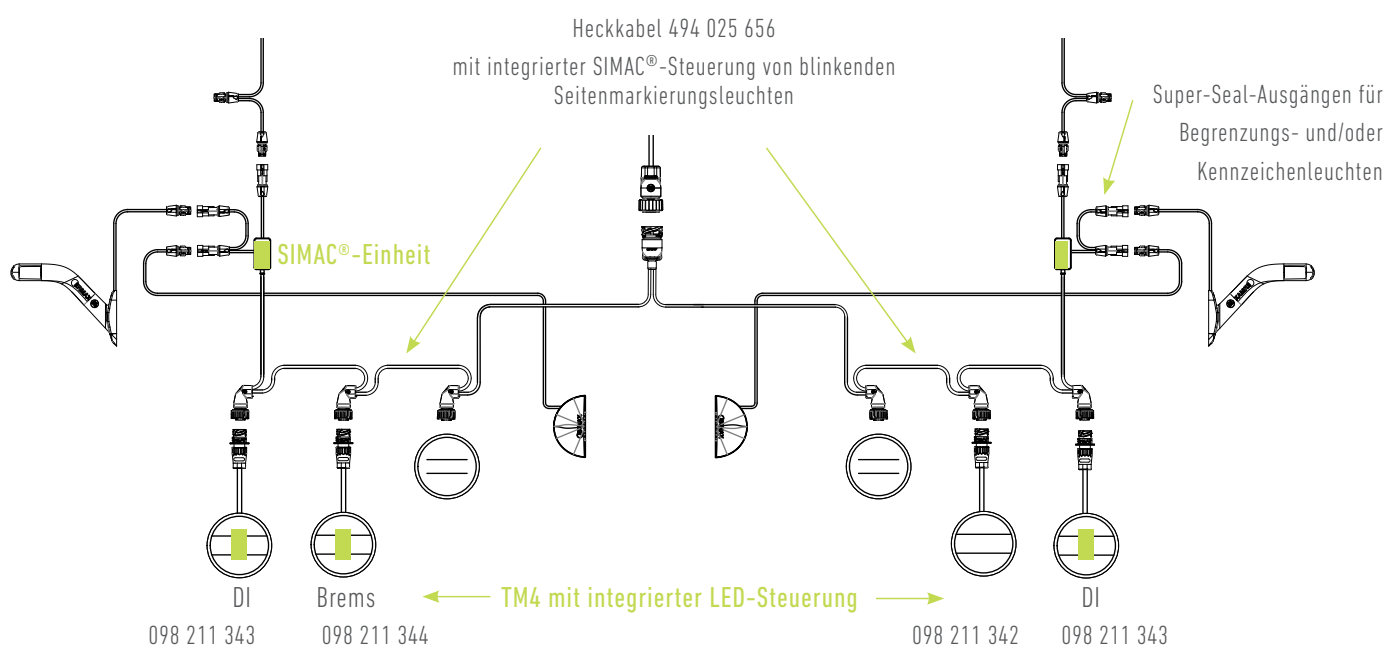 Heckkabel 494 025 656
mit integrierter SIMAC®-Steuerung von blinkenden
Seitenmarkierungsleuchten
Super-Seal-Ausgängen für
Begrenzungs- und/oder
Kennzeichenleuchten
SIMAC®-Einheit
DI
Brems
TM4 mit integrierter LED-Steuerung
DI
098 211 343
098 211 344
098 211 342
098 211 343